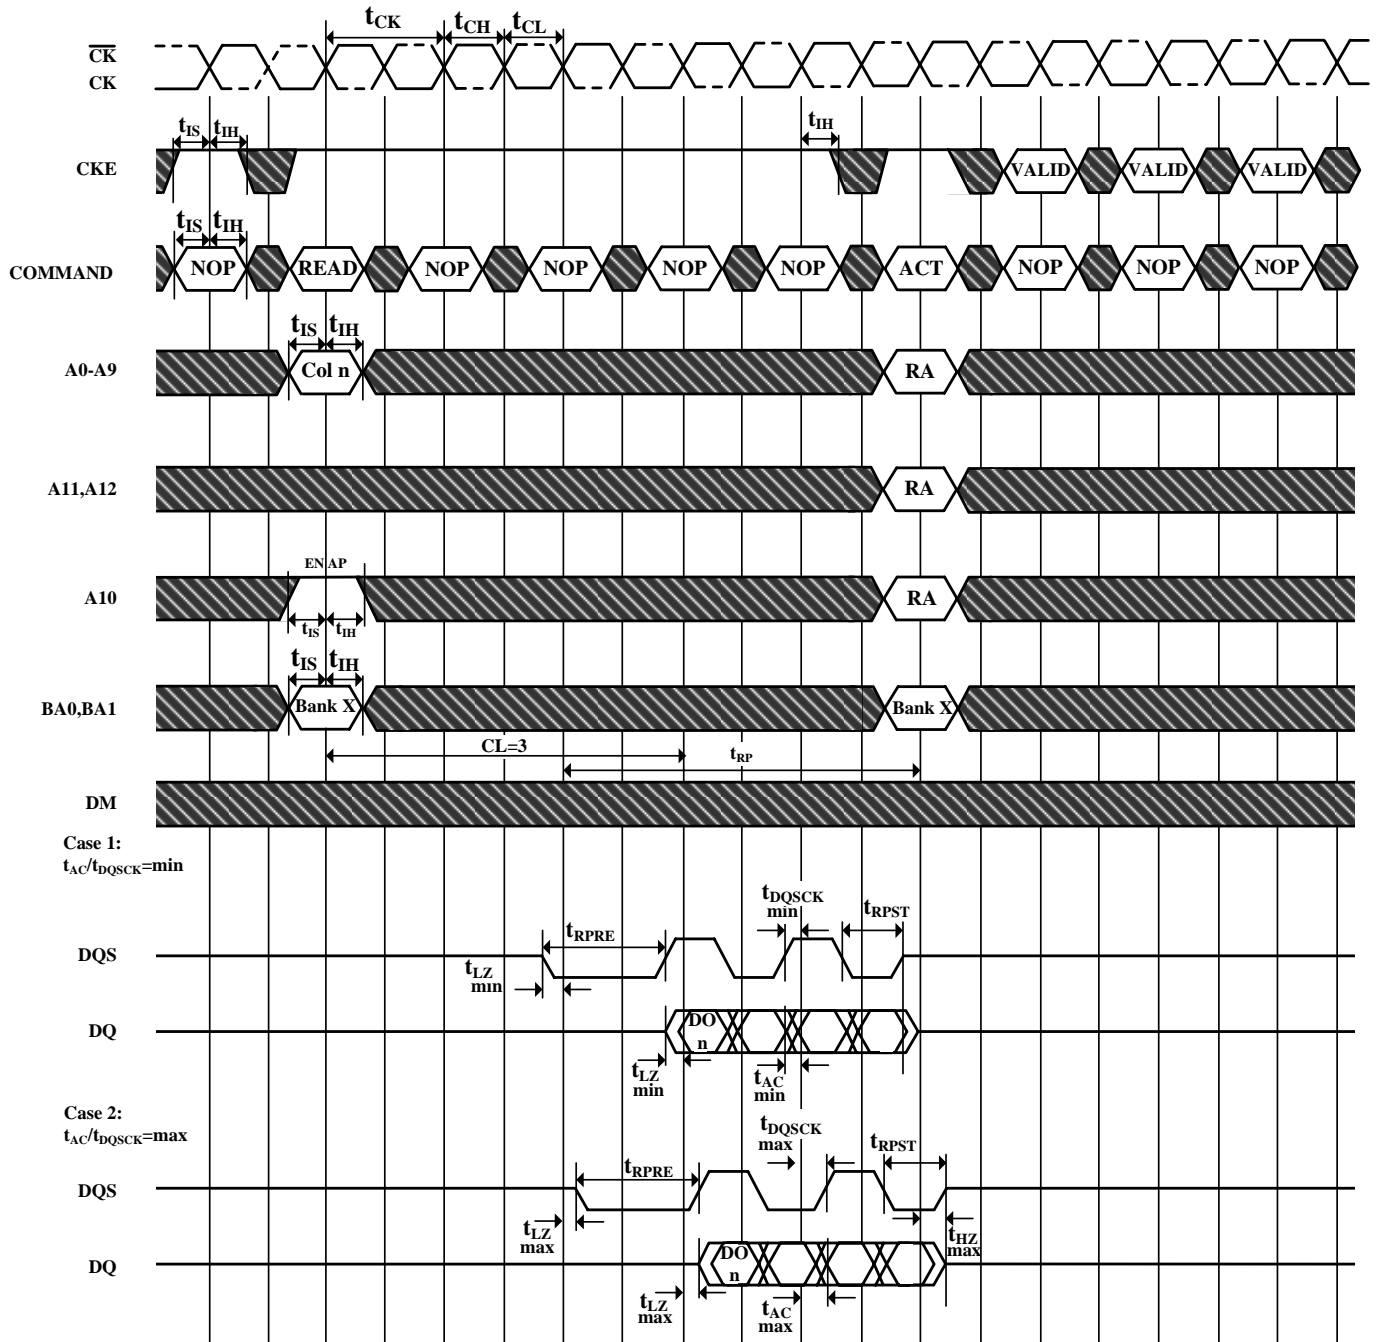 tCK tCH tCL
CK
CK
tIS tIH tIH
CKE VALID VALID VALID
tIS tIH
COMMAND NOP READ NOP NOP NOP NOP ACT NOP NOP NOP
tIS tIH
A0-A9 Col n RA
A11,A12 RA
EN AP
A10 RA
tIS tIH
tIS tIH
BA0,BA1 Bank X Bank X
CL=3 tRP
DM
Case 1:
tAC/tDQSCK=min
tDQSCK
min
tRPST
tRPRE
DQS
tLZ
min
DQ DO
n
tLZ
min
tAC
min
Case 2:
tAC/tDQSCK=max
tDQSCK
max
tRPST
tRPRE
DQS
tLZ
max
tHZ
max
DQ DO
n
tLZ
max
tAC
max